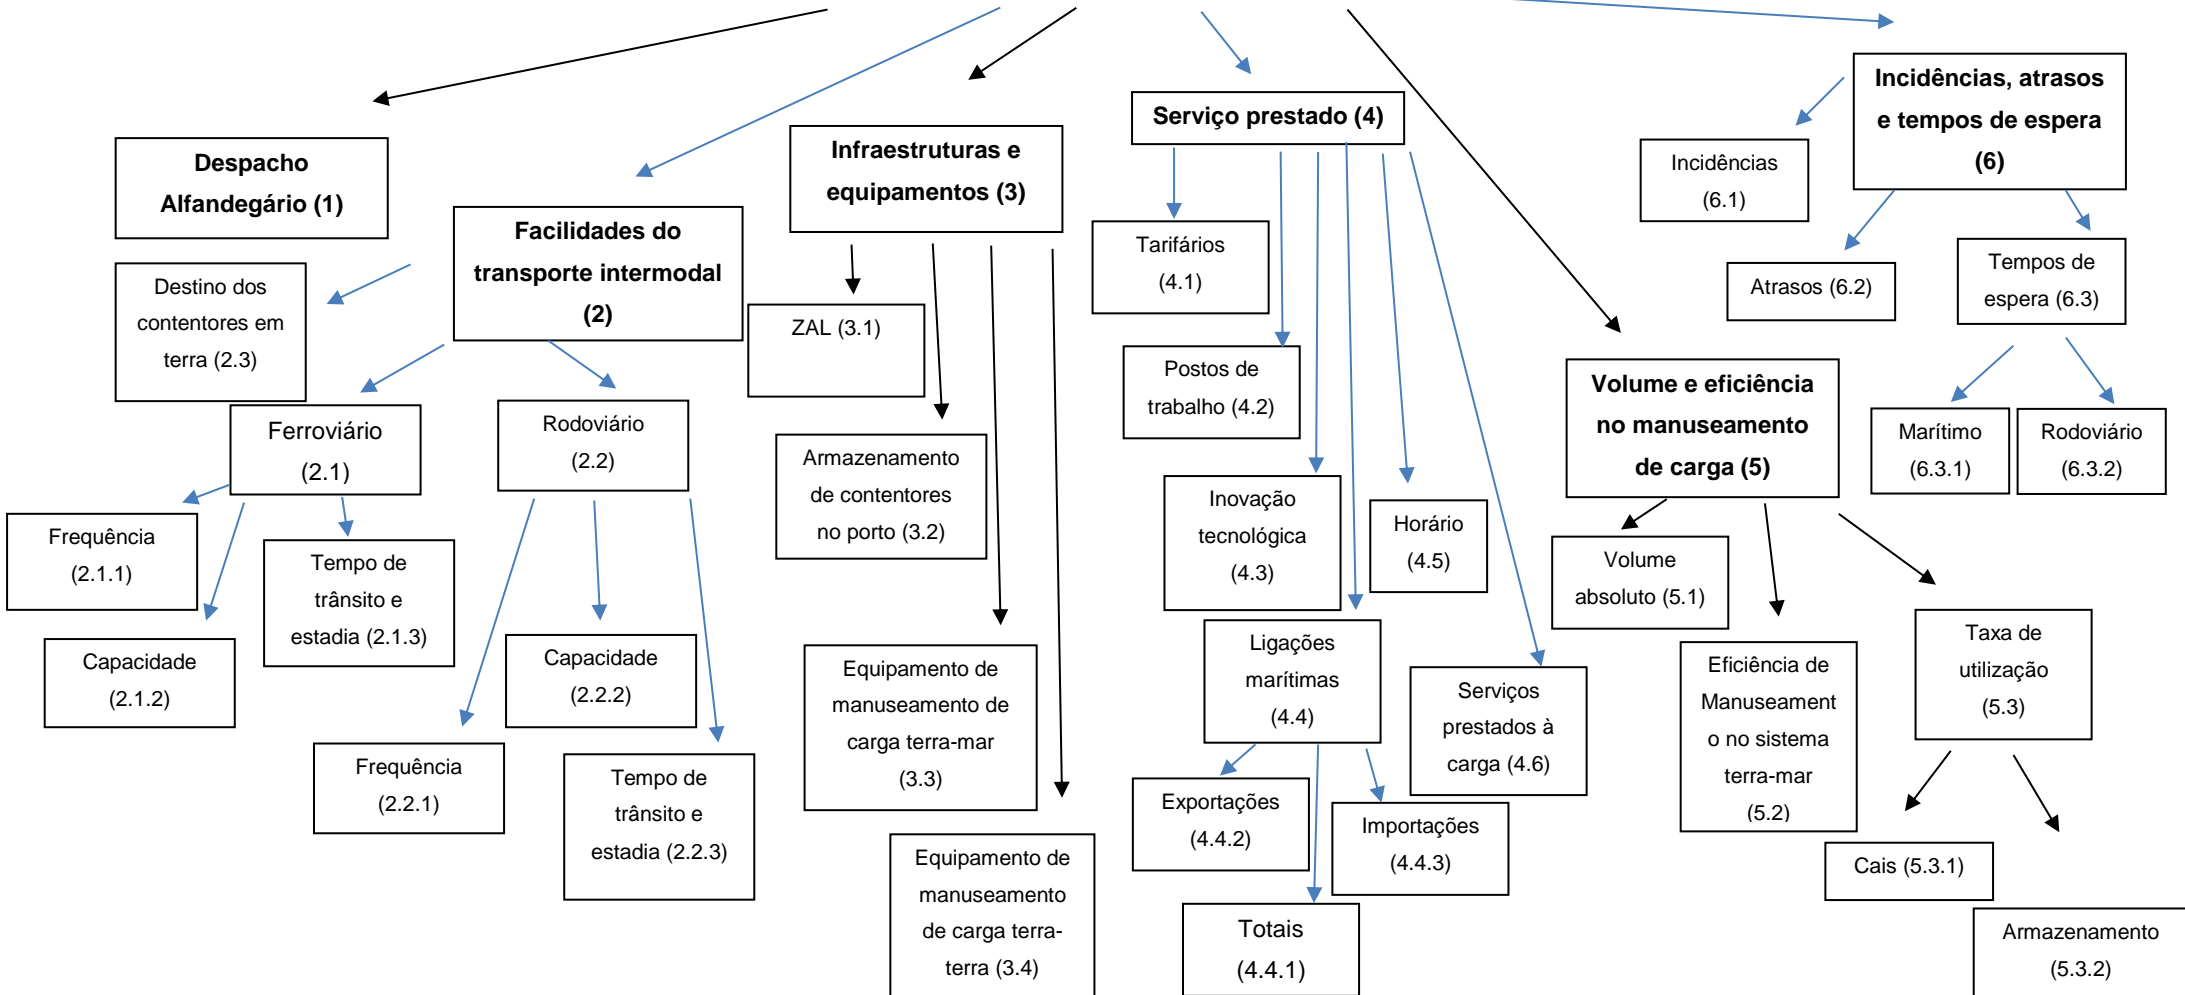 Despacho
Alfandegário (1)
Destino dos
contentores em
terra (2.3)
Facilidades do
transporte intermodal
(2)
Ferroviário
(2.1)
Frequência
(2.1.1)
Capacidade
(2.1.2)
Tempo de
trânsito e
estadia (2.1.3)
Rodoviário
(2.2)
Frequência
(2.2.1)
Capacidade
(2.2.2)
Tempo de
trânsito e
estadia (2.2.3)
Infraestruturas e
equipamentos (3)
ZAL (3.1)
Armazenamento
de contentores
no porto (3.2)
Equipamento de
manuseamento de
carga terra-mar
(3.3)
Equipamento de
manuseamento
de carga terra-
terra (3.4)
Serviço prestado (4)
Tarifários
(4.1)
Postos de
trabalho (4.2)
Inovação
tecnológica
(4.3)
Ligações
marítimas
(4.4)
Exportações
(4.4.2)
Totais
(4.4.1)
Importações
(4.4.3)
Horário
(4.5)
Serviços
prestados à
carga (4.6)
Volume e eficiência
no manuseamento
de carga (5)
Volume
absoluto (5.1)
Eficiência de
Manuseament
o no sistema
terra-mar
(5.2)
Taxa de
utilização
(5.3)
Cais (5.3.1)
Armazenamento
(5.3.2)
Incidências, atrasos
e tempos de espera
(6)
Incidências
(6.1)
Atrasos (6.2)
Tempos de
espera (6.3)
Marítimo
(6.3.1)
Rodoviário
(6.3.2)